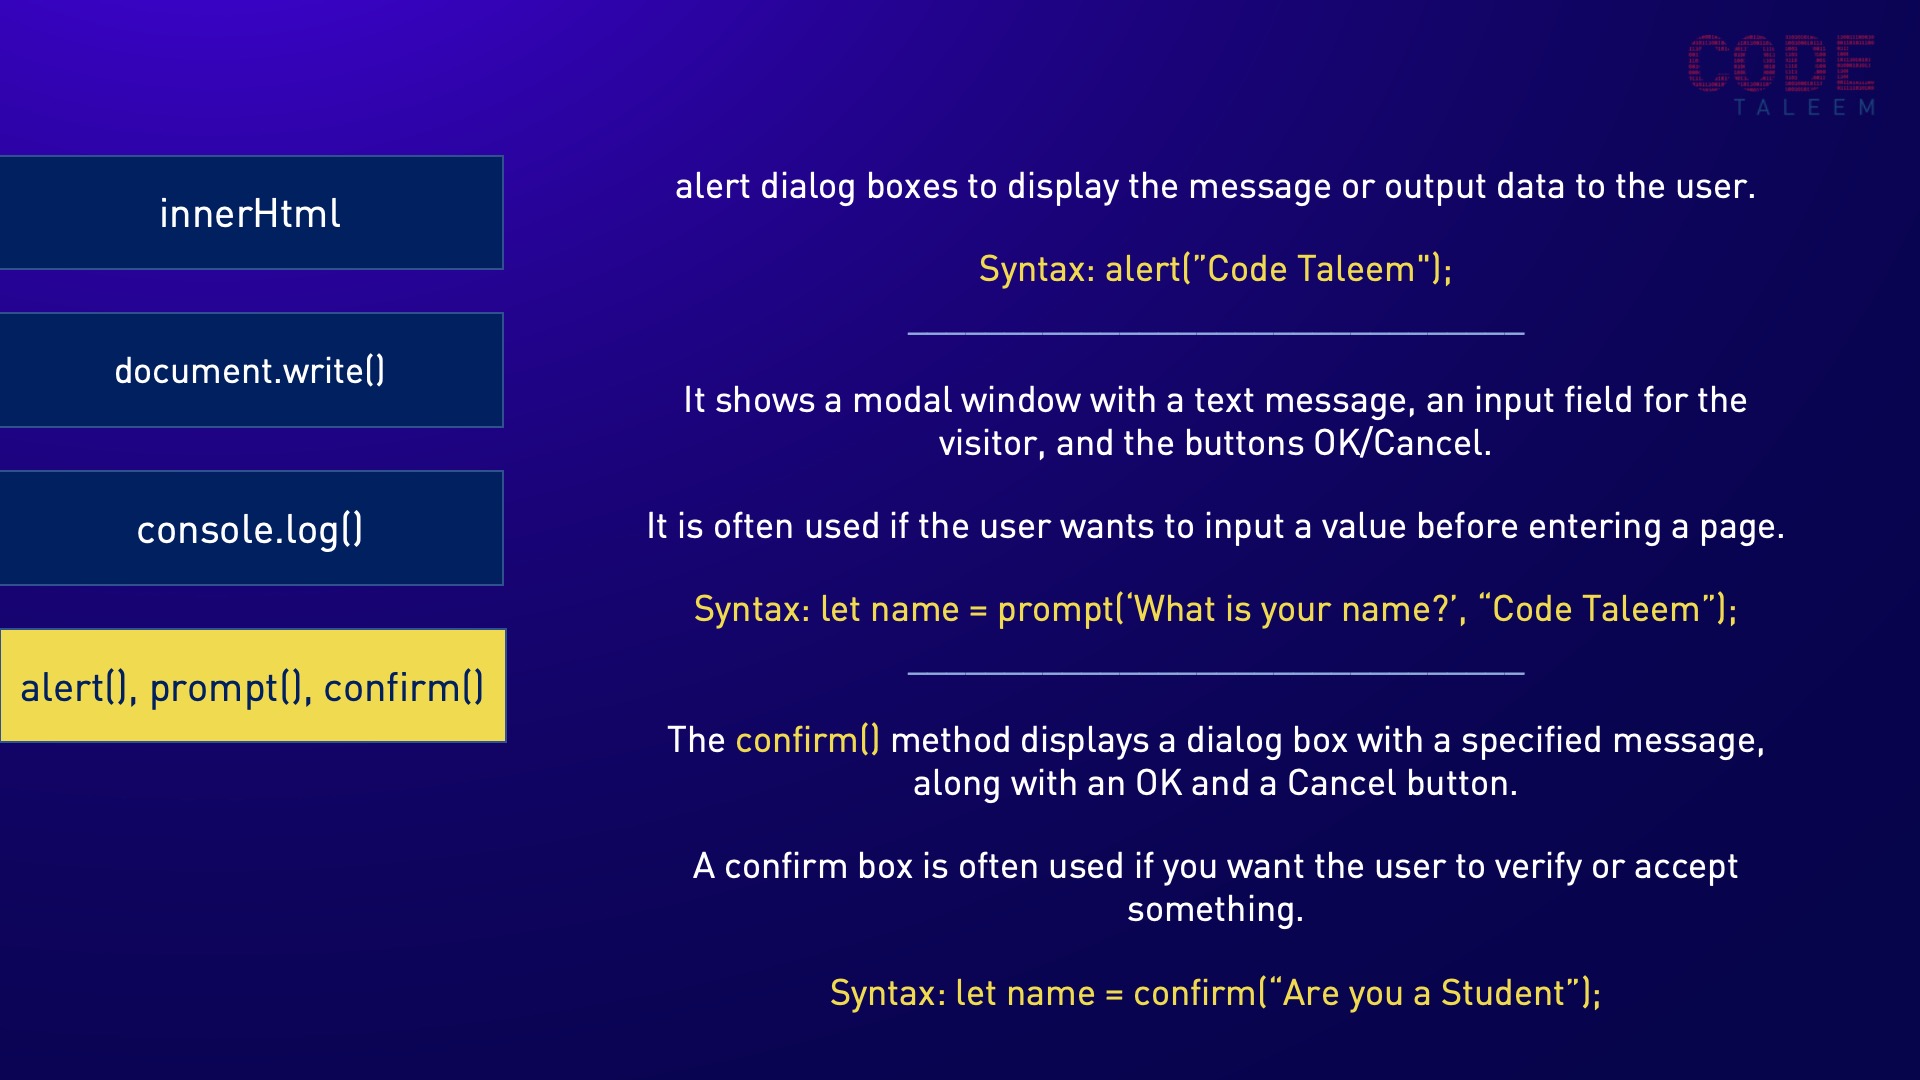 CODE
TALEEM
innerHtml
document.write()
console.log()
alert(), prompt(), confirm()
alert dialog boxes to display the message or output data to the user.
Syntax: alert(”Code Taleem");
It shows a modal window with a text message, an input field for the
visitor, and the buttons OK/Cancel.
It is often used if the user wants to input a value before entering a page.
Syntax: let name = prompt(‘What is your name?’, “Code Taleem”);
The confirm() method displays a dialog box with a specified message,
along with an OK and a Cancel button.
A confirm box is often used if you want the user to verify or accept
something.
Syntax: let name = confirm(“Are you a Student”);